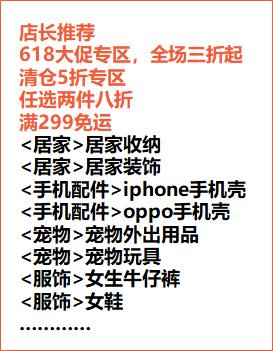 店长推荐
618大促专区，全场三折起
清仓5折专区
任选两件八折
满299免运
<居家>居家收纳
<居家>居家装饰
<手机配件>iphone手机壳
<手机配件>oppo手机壳
<宠物>宠物外出用品
<宠物>宠物玩具
<服饰>女生牛仔裤
<服饰>女鞋
…………